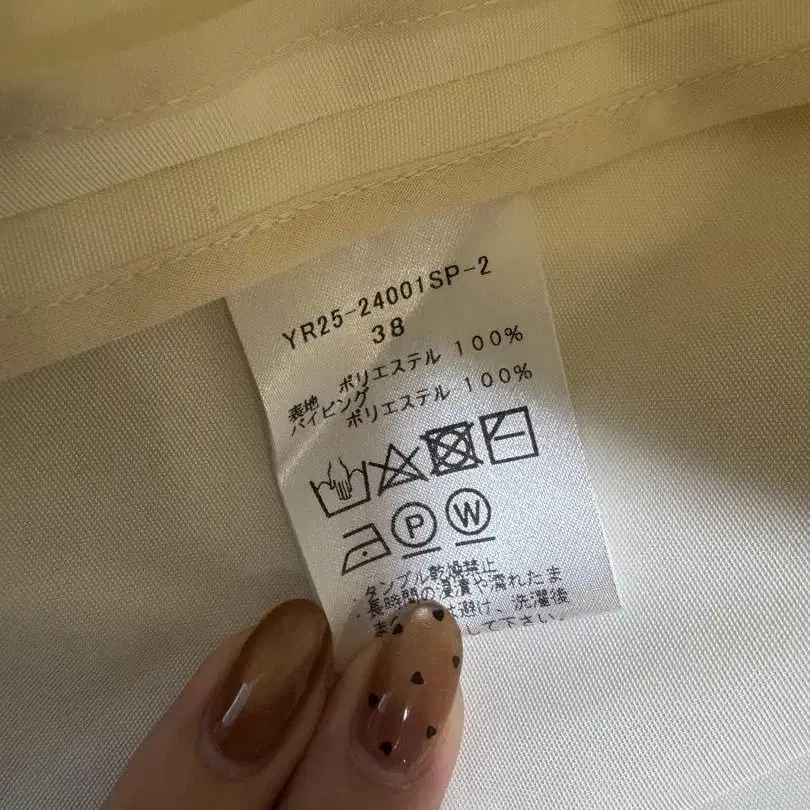 YR25-24001SP-2
38
表地 ポリエステル 100%
パイピング ポリエステル 100%
P W
・タンブル乾燥禁止
・長時間の浸漬や濡れたま
ま 避け、洗濯後
して下さい。